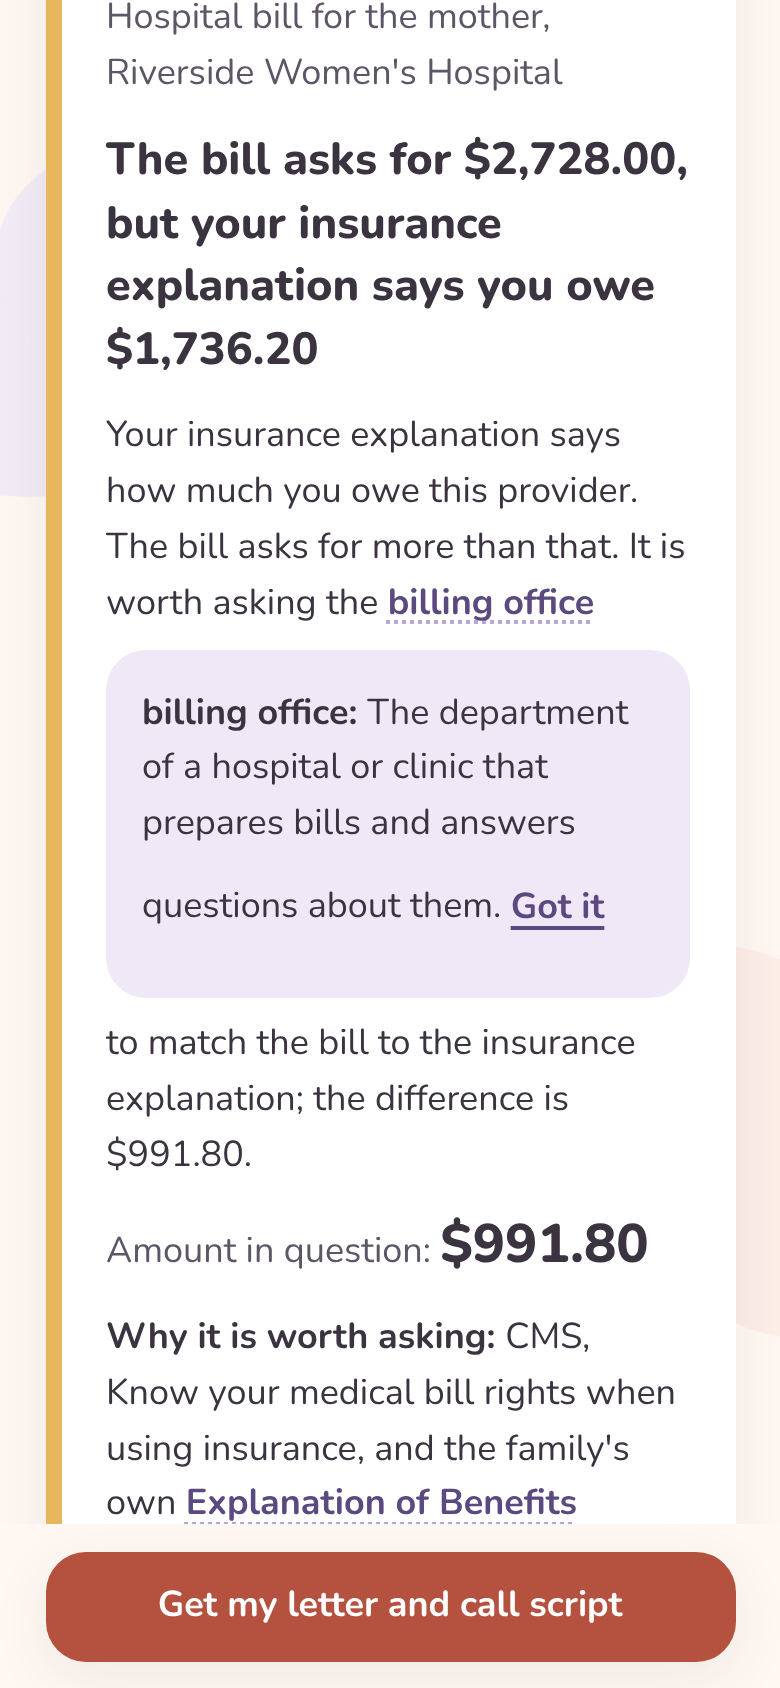 Hospital bill for the mother,
Riverside Women's Hospital
The bill asks for $2,728.00,
but your insurance
explanation says you owe
$1,736.20
Your insurance explanation says
how much you owe this provider.
The bill asks for more than that. It is
worth asking the billing office
billing office: The department
of a hospital or clinic that
prepares bills and answers
questions about them. Got it
to match the bill to the insurance
explanation; the difference is
$991.80.
Amount in question: $991.80
Why it is worth asking: CMS,
Know your medical bill rights when
using insurance, and the family's
own Explanation of Benefits
Get my letter and call script